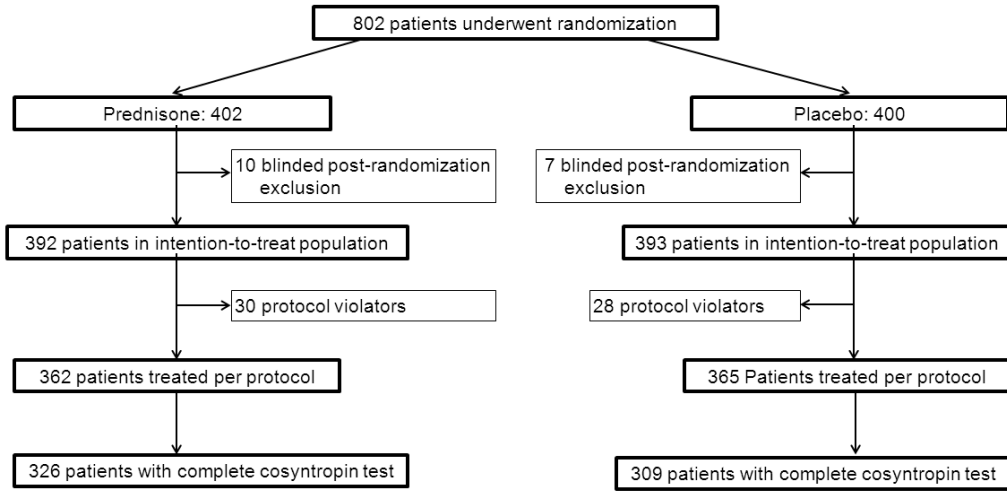 802 patients underwent randomization
Prednisone: 402
Placebo: 400
10 blinded post-randomization
exclusion
7 blinded post-randomization
exclusion
392 patients in intention-to-treat population
393 patients in intention-to-treat population
30 protocol violators
28 protocol violators
362 patients treated per protocol
365 Patients treated per protocol
326 patients with complete cosyntropin test
309 patients with complete cosyntropin test